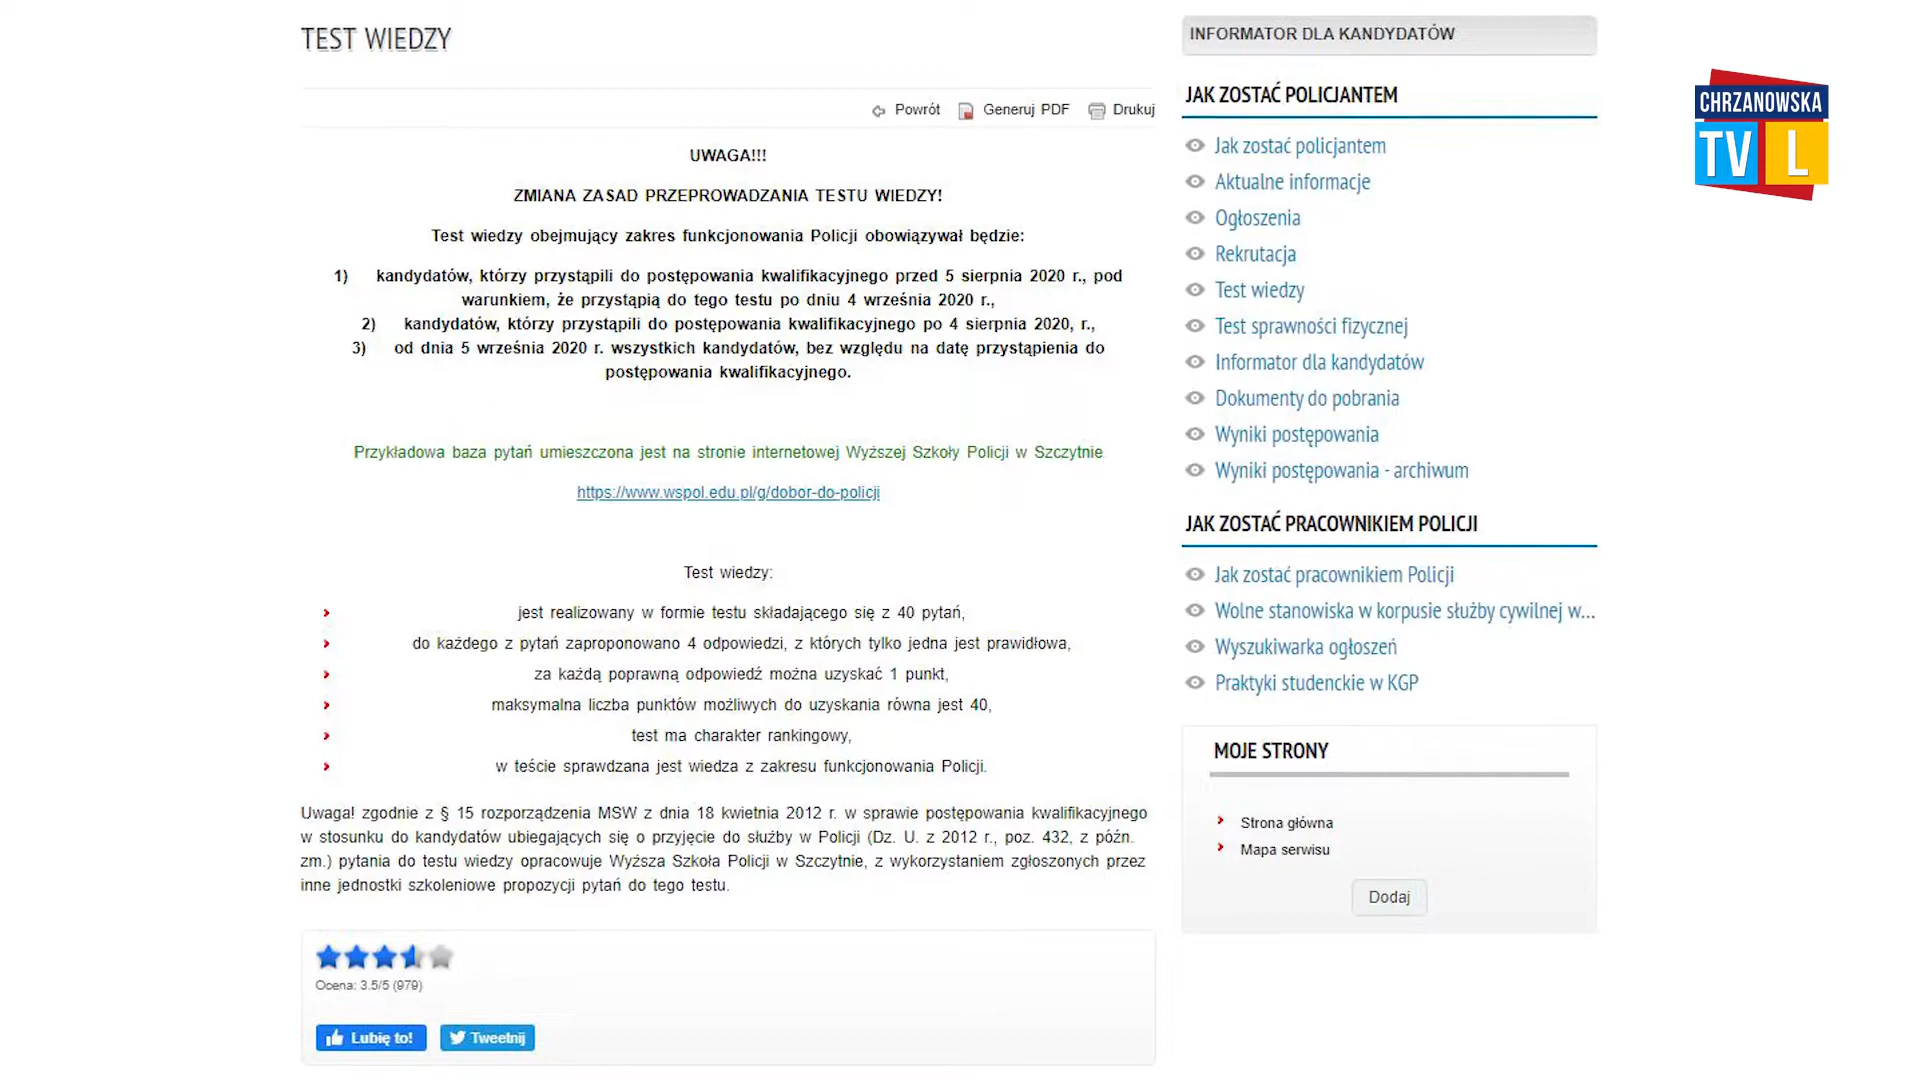 TEST WIEDZY
Powrót Generuj PDF Drukuj
UWAGA!!!
ZMIANA ZASAD PRZEPROWADZANIA TESTU WIEDZY!
Test wiedzy obejmujący zakres funkcjonowania Policji obowiązywał będzie:
1) kandydatów, którzy przystąpili do postępowania kwalifikacyjnego przed 5 sierpnia 2020 r., pod
warunkiem, że przystąpią do tego testu po dniu 4 września 2020 r.,
2) kandydatów, którzy przystąpili do postępowania kwalifikacyjnego po 4 sierpnia 2020, r.,
3) od dnia 5 września 2020 r. wszystkich kandydatów, bez względu na datę przystąpienia do
postępowania kwalifikacyjnego.
Przykładowa baza pytań umieszczona jest na stronie internetowej Wyższej Szkoły Policji w Szczytnie
https://www.wspol.edu.pl/g/dobor-do-policji
Test wiedzy:
jest realizowany w formie testu składającego się z 40 pytań,
do każdego z pytań zaproponowano 4 odpowiedzi, z których tylko jedna jest prawidłowa,
za każdą poprawną odpowiedź można uzyskać 1 punkt,
maksymalna liczba punktów możliwych do uzyskania równa jest 40,
test ma charakter rankingowy,
w teście sprawdzana jest wiedza z zakresu funkcjonowania Policji.
Uwaga! zgodnie z § 15 rozporządzenia MSW z dnia 18 kwietnia 2012 r. w sprawie postępowania kwalifikacyjnego
w stosunku do kandydatów ubiegających się o przyjęcie do służby w Policji (Dz. U. z 2012 r., poz. 432, z późn.
zm.) pytania do testu wiedzy opracowuje Wyższa Szkoła Policji w Szczytnie, z wykorzystaniem zgłoszonych przez
inne jednostki szkoleniowe propozycji pytań do tego testu.
Ocena: 3.5/5 (979)
Lubię to! Tweetnij
INFORMATOR DLA KANDYDATÓW
JAK ZOSTAĆ POLICJANTEM
Jak zostać policjantem
Aktualne informacje
Ogłoszenia
Rekrutacja
Test wiedzy
Test sprawności fizycznej
Informator dla kandydatów
Dokumenty do pobrania
Wyniki postępowania
Wyniki postępowania - archiwum
JAK ZOSTAĆ PRACOWNIKIEM POLICJI
Jak zostać pracownikiem Policji
Wolne stanowiska w korpusie służby cywilnej w...
Wyszukiwarka ogłoszeń
Praktyki studenckie w KGP
MOJE STRONY
Strona główna
Mapa serwisu
Dodaj
CHRZANOWSKA
TV L